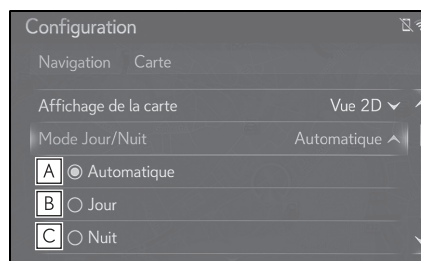 Configuration
Navigation Carte
Affichage de la carte Vue 2D
Mode Jour/Nuit Automatique
A Automatique
B Jour
C Nuit